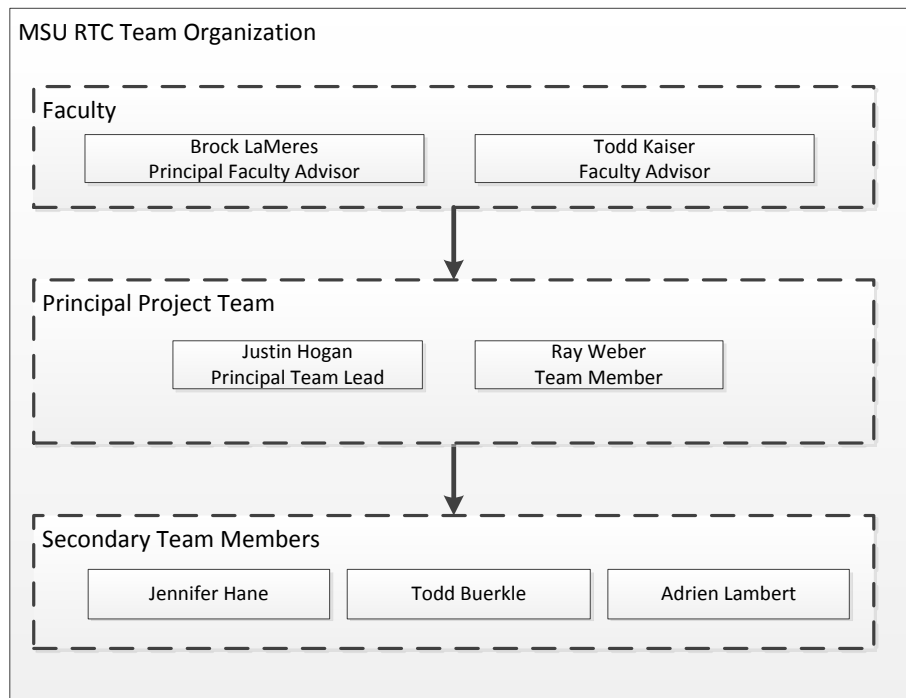 MSU RTC Team Organization
Faculty
Brock LaMeres
Principal Faculty Advisor
Todd Kaiser
Faculty Advisor
Principal Project Team
Justin Hogan
Principal Team Lead
Ray Weber
Team Member
Secondary Team Members
Jennifer Hane
Todd Buerkle
Adrien Lambert